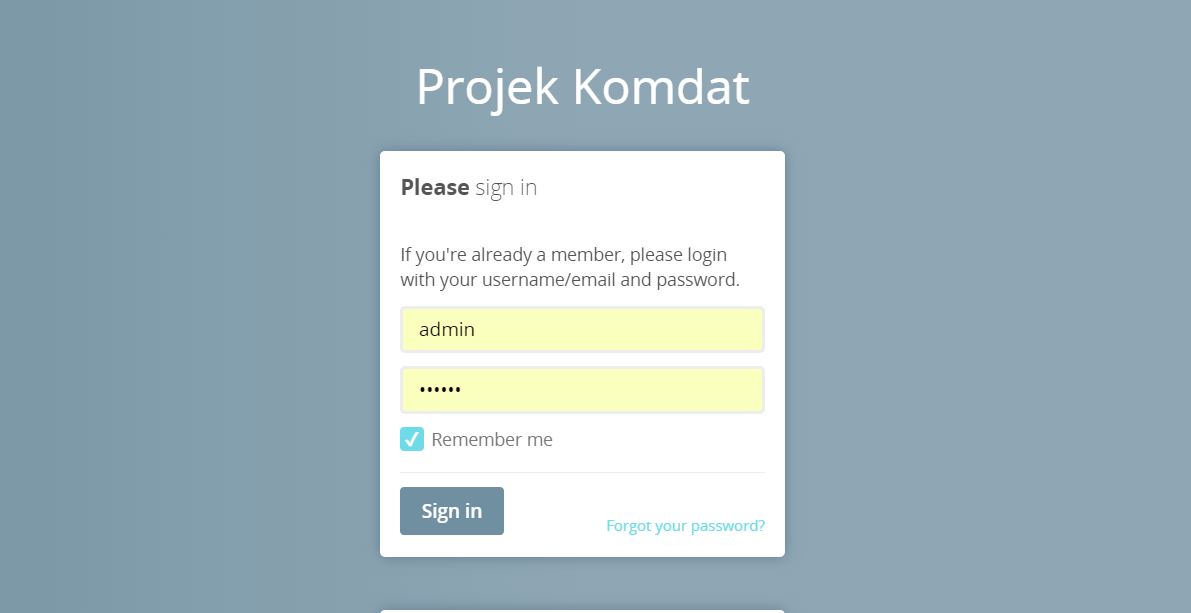 Projek Komdat
Please sign in
If you're already a member, please login
with your username/email and password.
admin
••••••
Remember me
Sign in
Forgot your password?